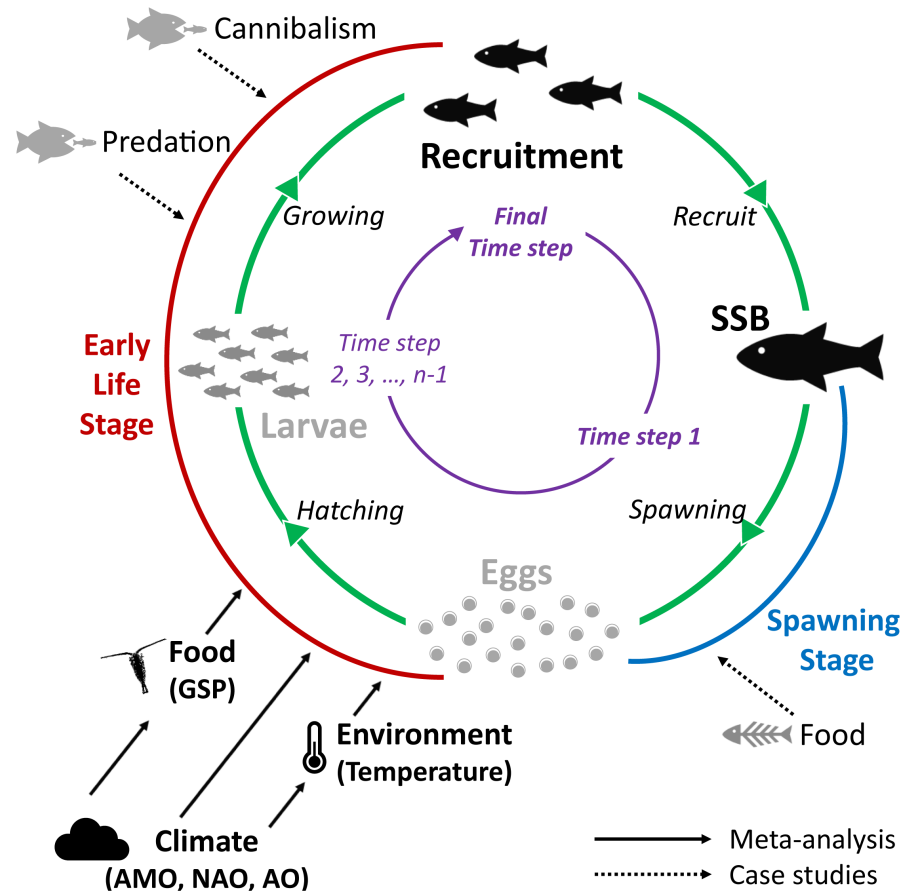 Cannibalism
Predation
Recruitment
Growing
Final
Time step
Recruit
SSB
Early
Life
Stage
Time step
2, 3, ..., n-1
Larvae
Time step 1
Hatching
Spawning
Eggs
Spawning
Stage
Food
(GSP)
Environment
(Temperature)
Food
Climate
(AMO, NAO, AO)
Meta-analysis
Case studies